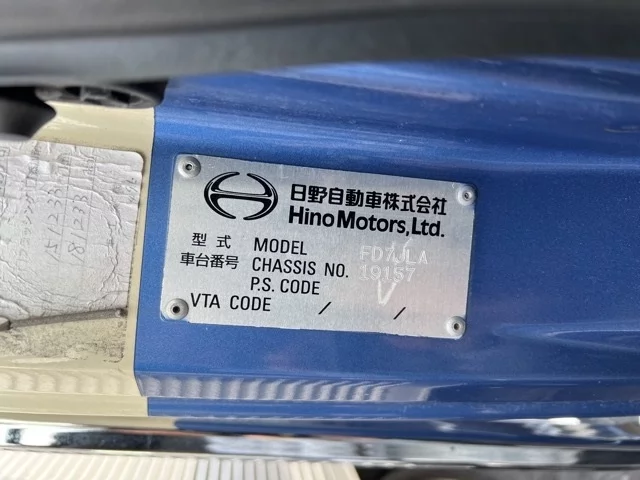 日野自動車株式会社
Hino Motors, Ltd.
型式 MODEL FD7JLA
車台番号 CHASSIS NO. 19157
P.S. CODE
VTA CODE / /